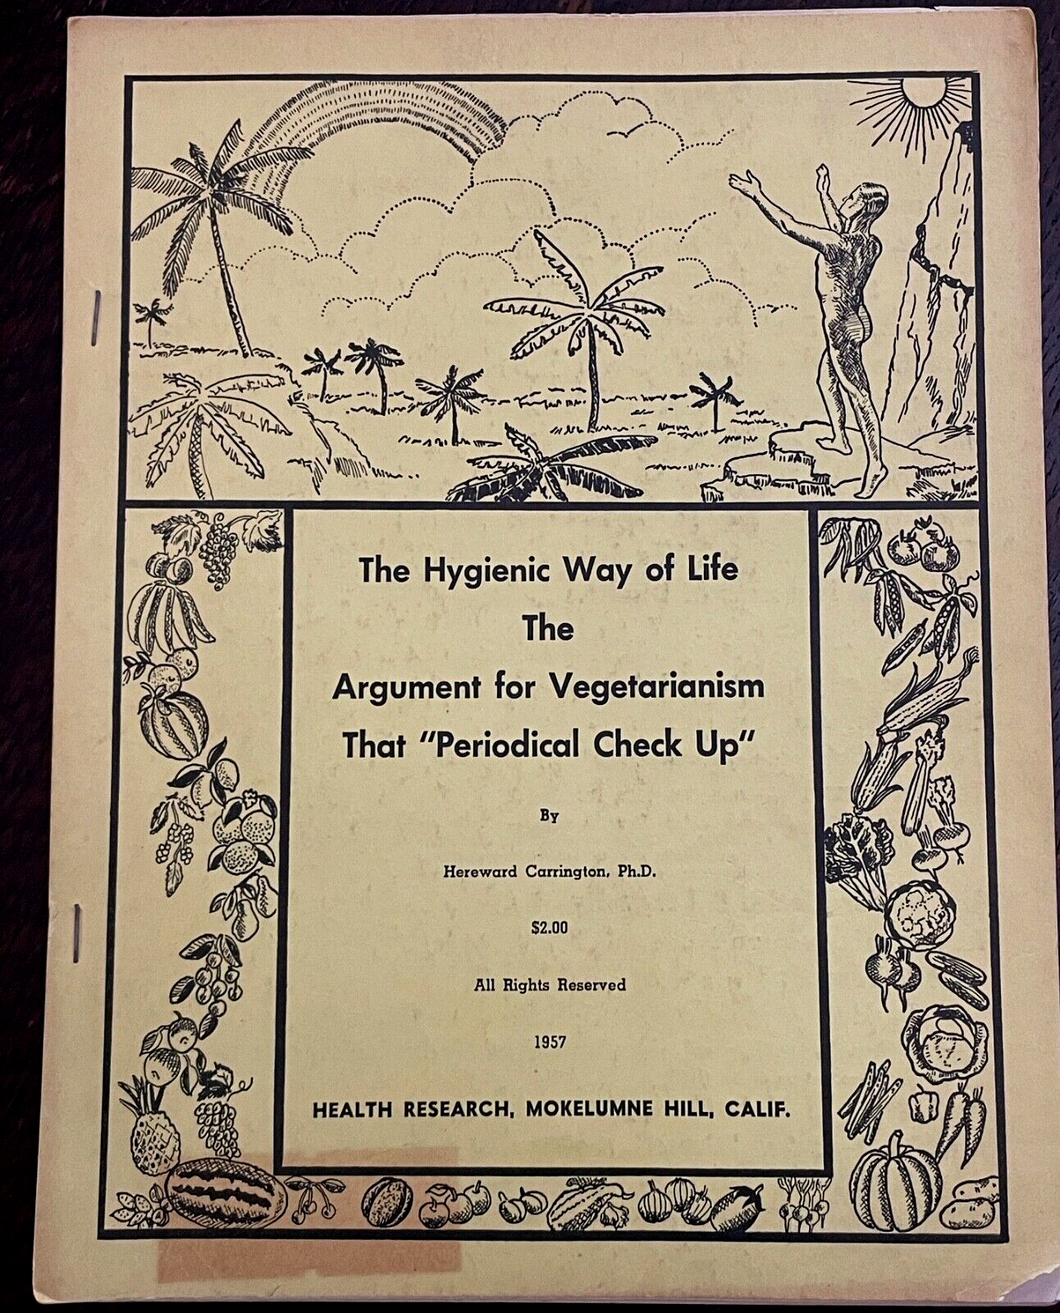 The Hygienic Way of Life
The
Argument for Vegetarianism
That "Periodical Check Up"
By
Hereward Carrington, Ph.D.
$2.00
All Rights Reserved
1957
HEALTH RESEARCH, MOKELUMNE HILL, CALIF.